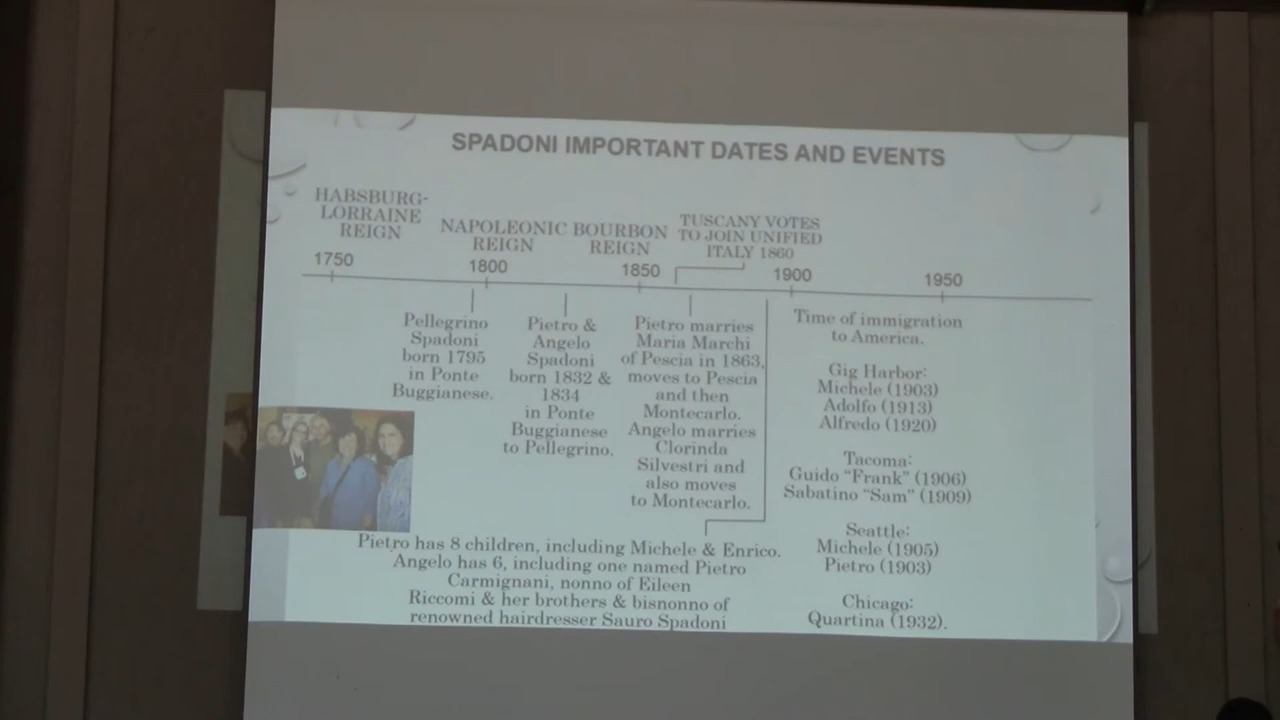 SPADONI IMPORTANT DATES AND EVENTS
HABSBURG-
LORRAINE
REIGN
NAPOLEONIC
REIGN
BOURBON
REIGN
TUSCANY VOTES
TO JOIN UNIFIED
ITALY 1860
1750
1800
1850
1900
1950
Pellegrino
Spadoni
born 1795
in Ponte
Buggianese.
Pietro &
Angelo
Spadoni
born 1832 &
1834
in Ponte
Buggianese
to Pellegrino.
Pietro marries
Maria Marchi
of Pescia in 1863,
moves to Pescia
and then
Montecarlo.
Angelo marries
Clorinda
Silvestri and
also moves
to Montecarlo.
Time of immigration
to America.
Gig Harbor:
Michele (1903)
Adolfo (1913)
Alfredo (1920)
Tacoma:
Guido “Frank” (1906)
Sabatino “Sam” (1909)
Seattle:
Michele (1905)
Pietro (1903)
Chicago:
Quartina (1932).
Pietro has 8 children, including Michele & Enrico.
Angelo has 6, including one named Pietro
Carmignani, nonno of Eileen
Riccomi & her brothers & bisnonno of
renowned hairdresser Sauro Spadoni